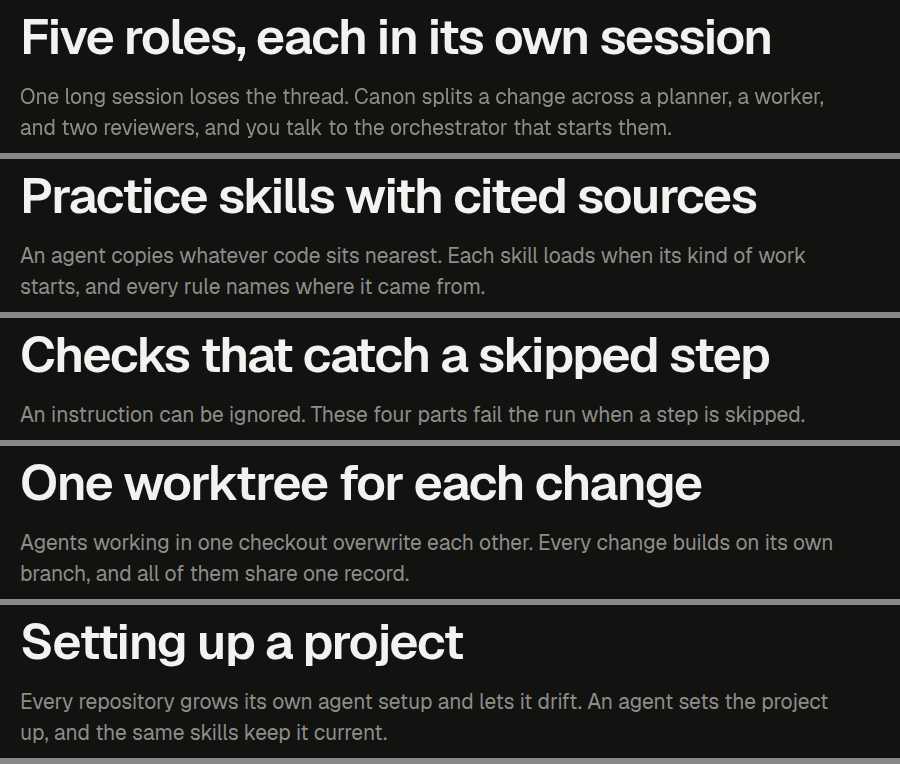 Five roles, each in its own session
One long session loses the thread. Canon splits a change across a planner, a worker,
and two reviewers, and you talk to the orchestrator that starts them.
Practice skills with cited sources
An agent copies whatever code sits nearest. Each skill loads when its kind of work
starts, and every rule names where it came from.
Checks that catch a skipped step
An instruction can be ignored. These four parts fail the run when a step is skipped.
One worktree for each change
Agents working in one checkout overwrite each other. Every change builds on its own
branch, and all of them share one record.
Setting up a project
Every repository grows its own agent setup and lets it drift. An agent sets the project
up, and the same skills keep it current.